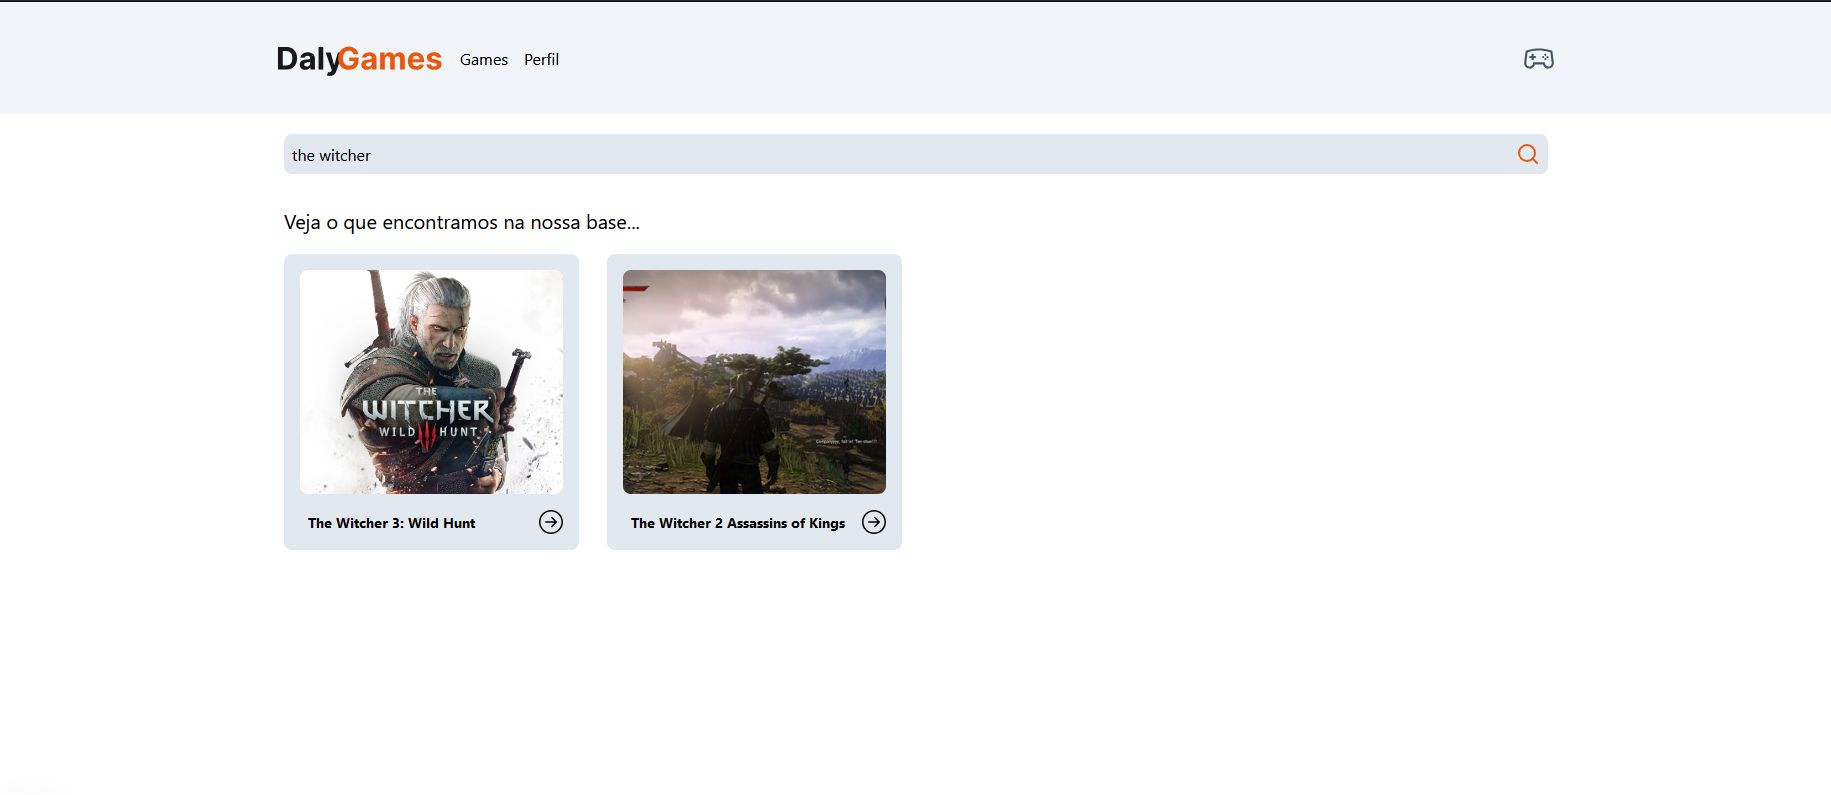 DalyGames Games Perfil
the witcher
Veja o que encontramos na nossa base...
THE
WITCHER
WILD HUNT
The Witcher 3: Wild Hunt
The Witcher 2 Assassins of Kings